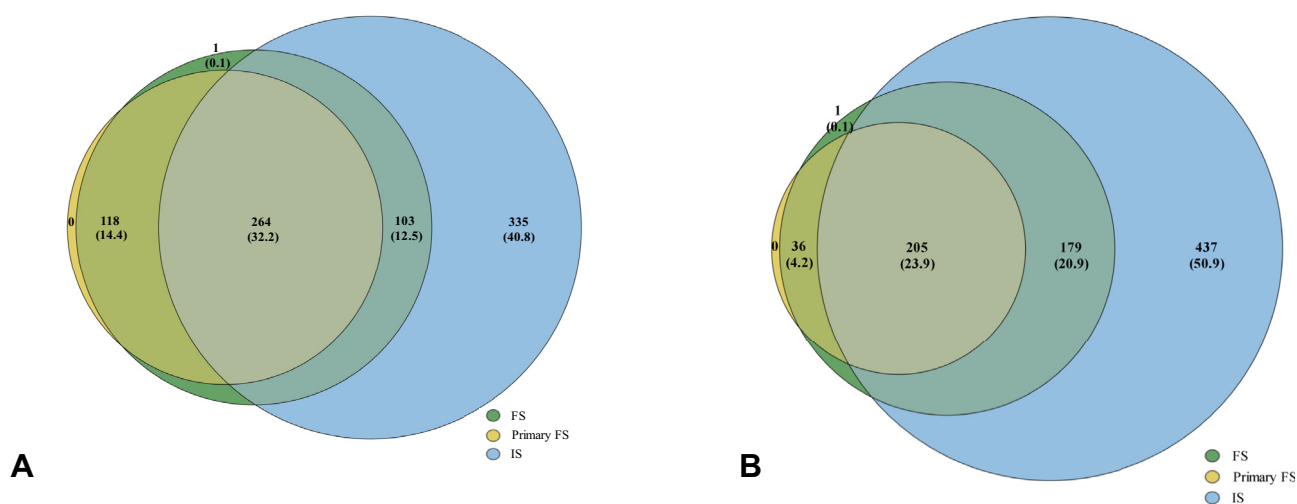 1
(0.1)
0
118
(14.4)
264
(32.2)
103
(12.5)
335
(40.8)
FS
Primary FS
IS
A
1
(0.1)
0
36
(4.2)
205
(23.9)
179
(20.9)
437
(50.9)
FS
Primary FS
IS
B